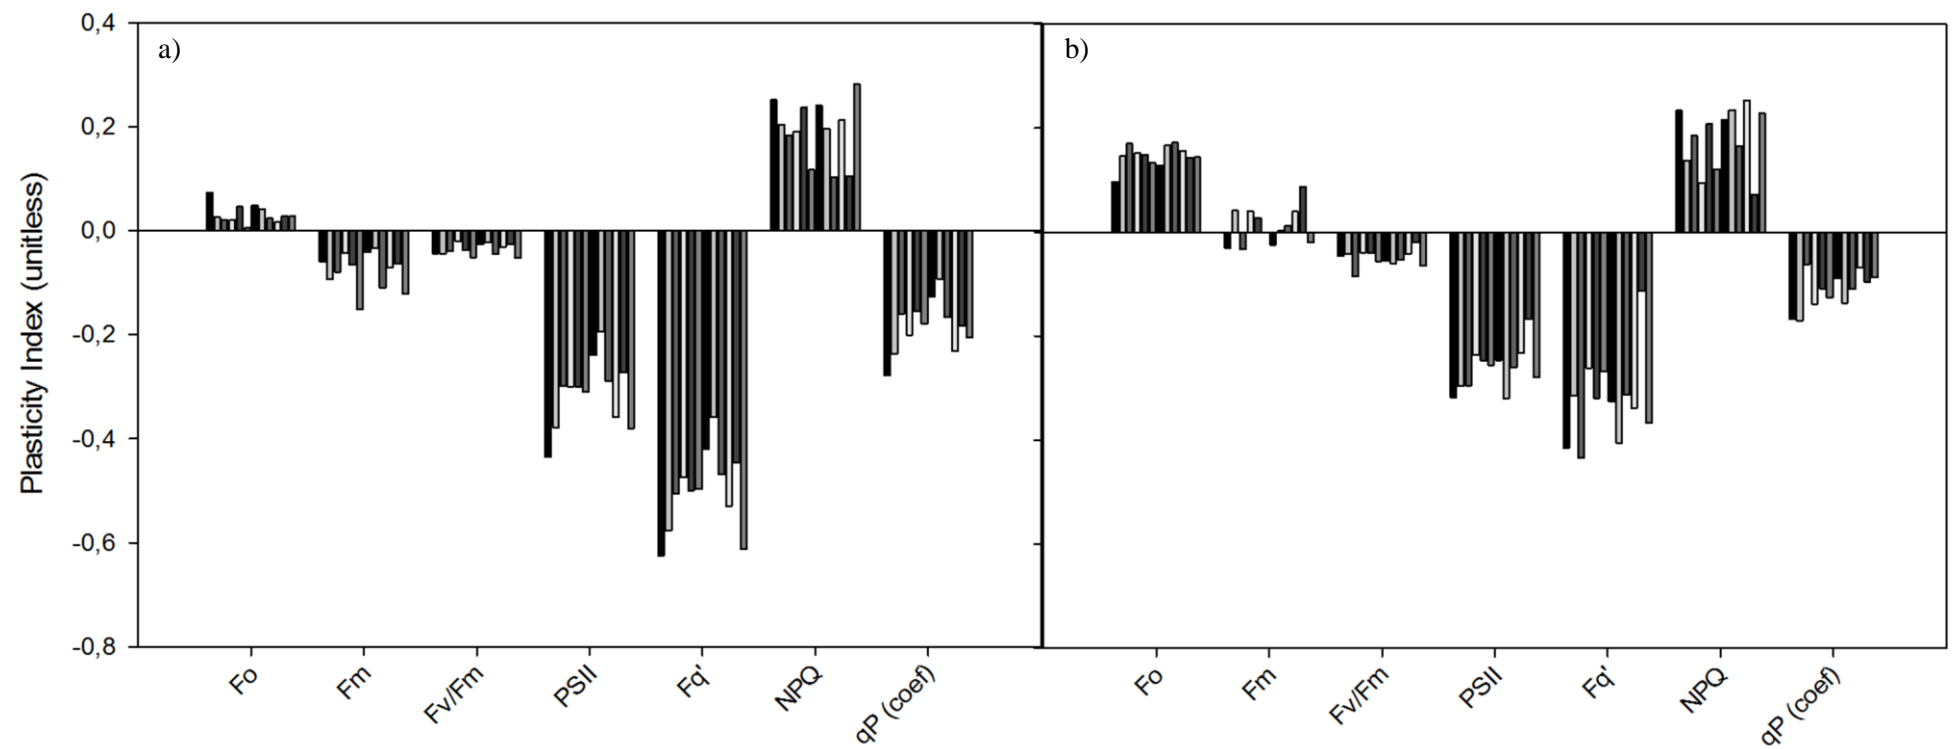 a)
b)
0,4
0,2
0,0
-0,2
-0,4
-0,6
-0,8
Plasticity Index (unitless)
Fo
Fm
Fv/Fm
PSII
Fq'
NPQ
qP (coef)
Fo
Fm
Fv/Fm
PSII
Fq'
NPQ
qP (coef)